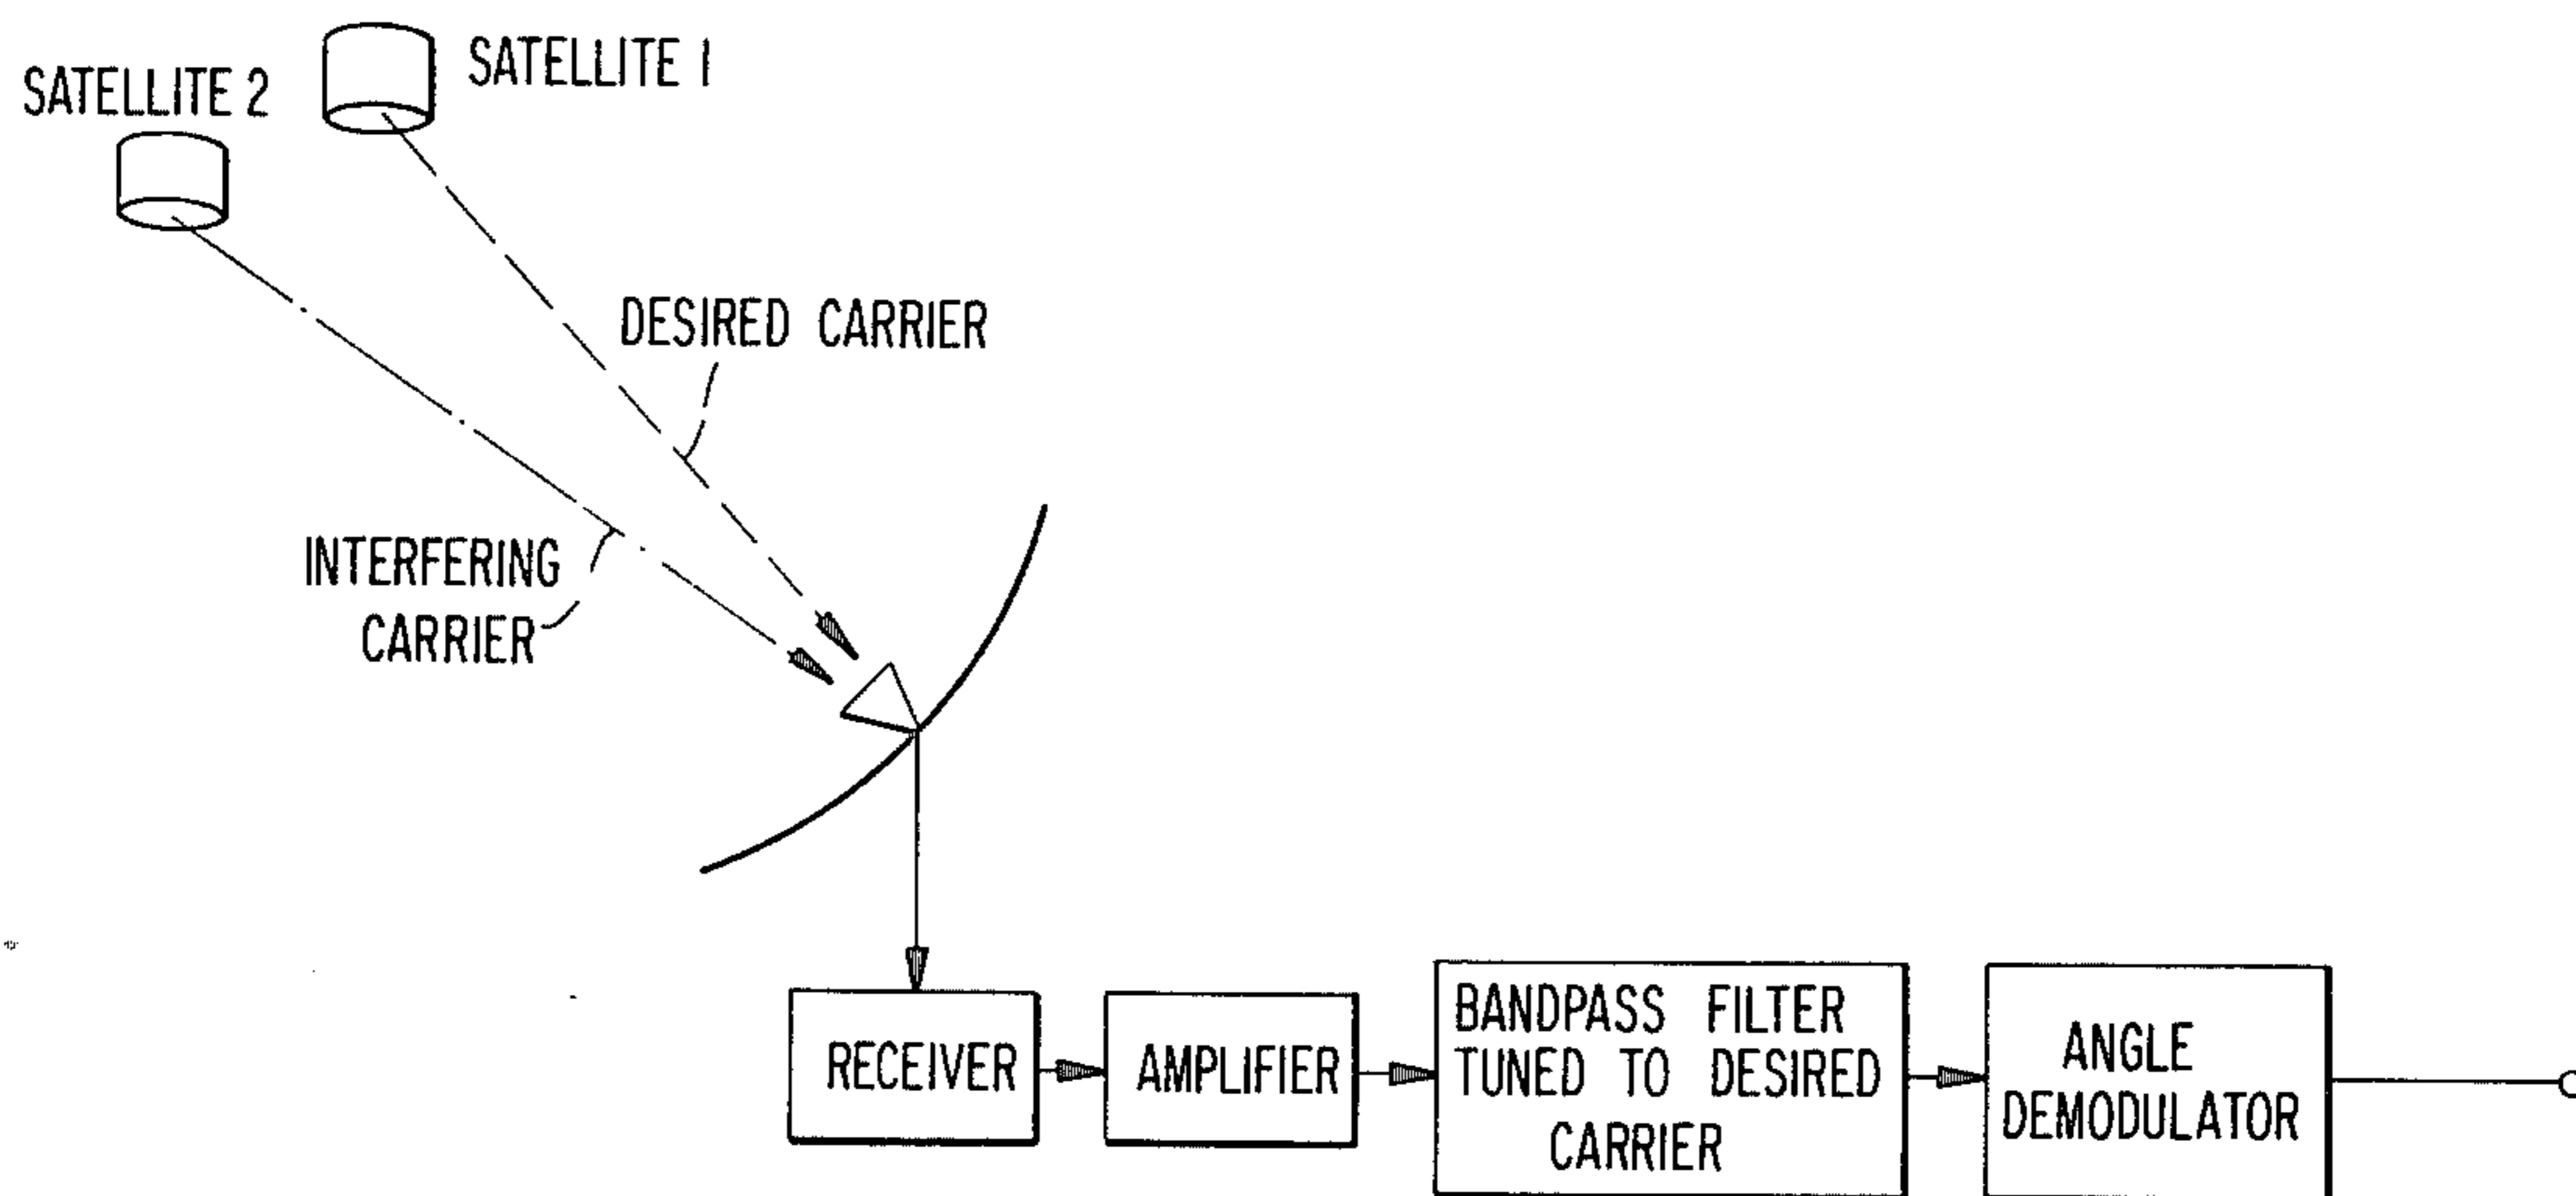 SATELLITE 1
SATELLITE 2
DESIRED CARRIER
INTERFERING
CARRIER
RECEIVER
AMPLIFIER
BANDPASS FILTER
TUNED TO DESIRED
CARRIER
ANGLE
DEMODULATOR